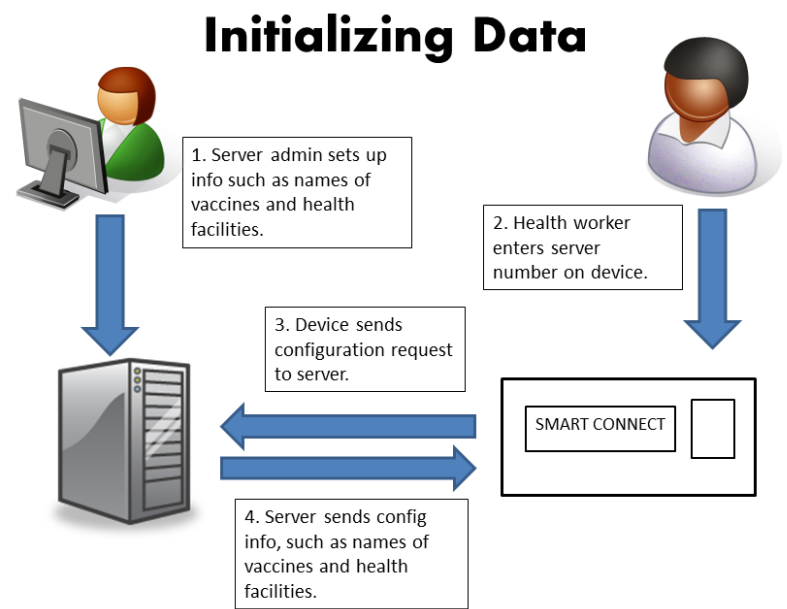 Initializing Data
1. Server admin sets up
info such as names of
vaccines and health
facilities.
2. Health worker
enters server
number on device.
3. Device sends
configuration request
to server.
SMART CONNECT
4. Server sends config
info, such as names of
vaccines and health
facilities.